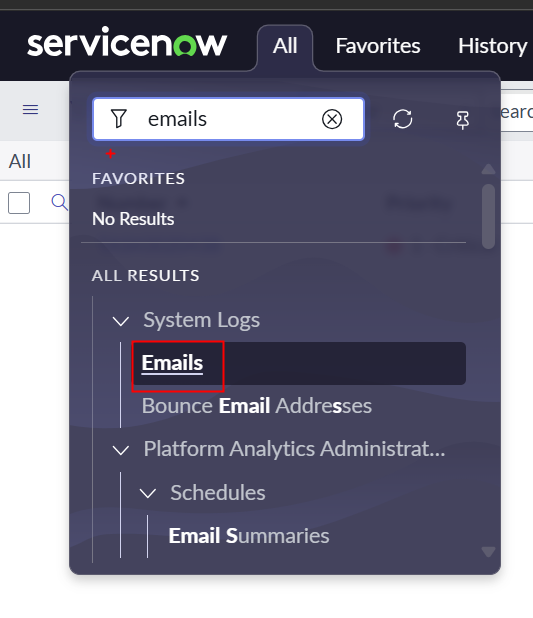 servicenow All Favorites History
emails
earc
All
FAVORITES
No Results
ALL RESULTS
System Logs
Emails
Bounce Email Addresses
Platform Analytics Administrat...
Schedules
Email Summaries